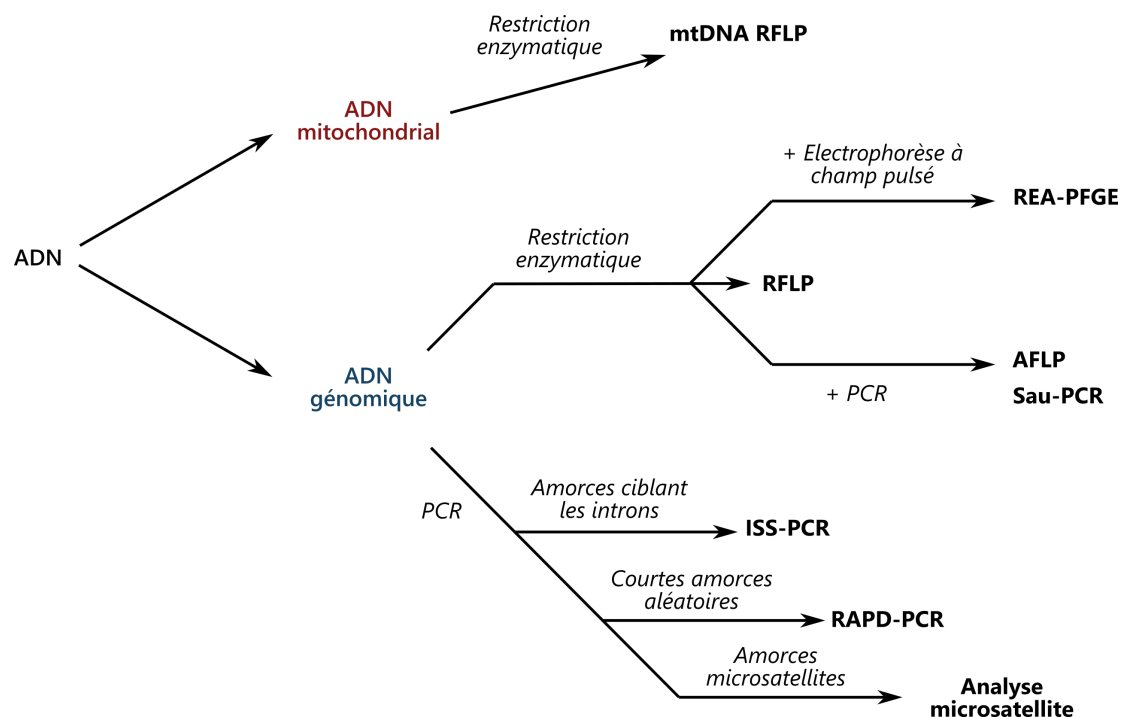 Restriction
enzymatique
mtDNA RFLP
ADN
mitochondrial
+ Electrophorèse à
champ pulsé
REA-PFGE
ADN
Restriction
enzymatique
RFLP
ADN
génomique
AFLP
+ PCR
Sau-PCR
PCR
Amorces ciblant
les introns
ISS-PCR
Courtes amorces
aléatoires
RAPD-PCR
Amorces
microsatellites
Analyse
microsatellite